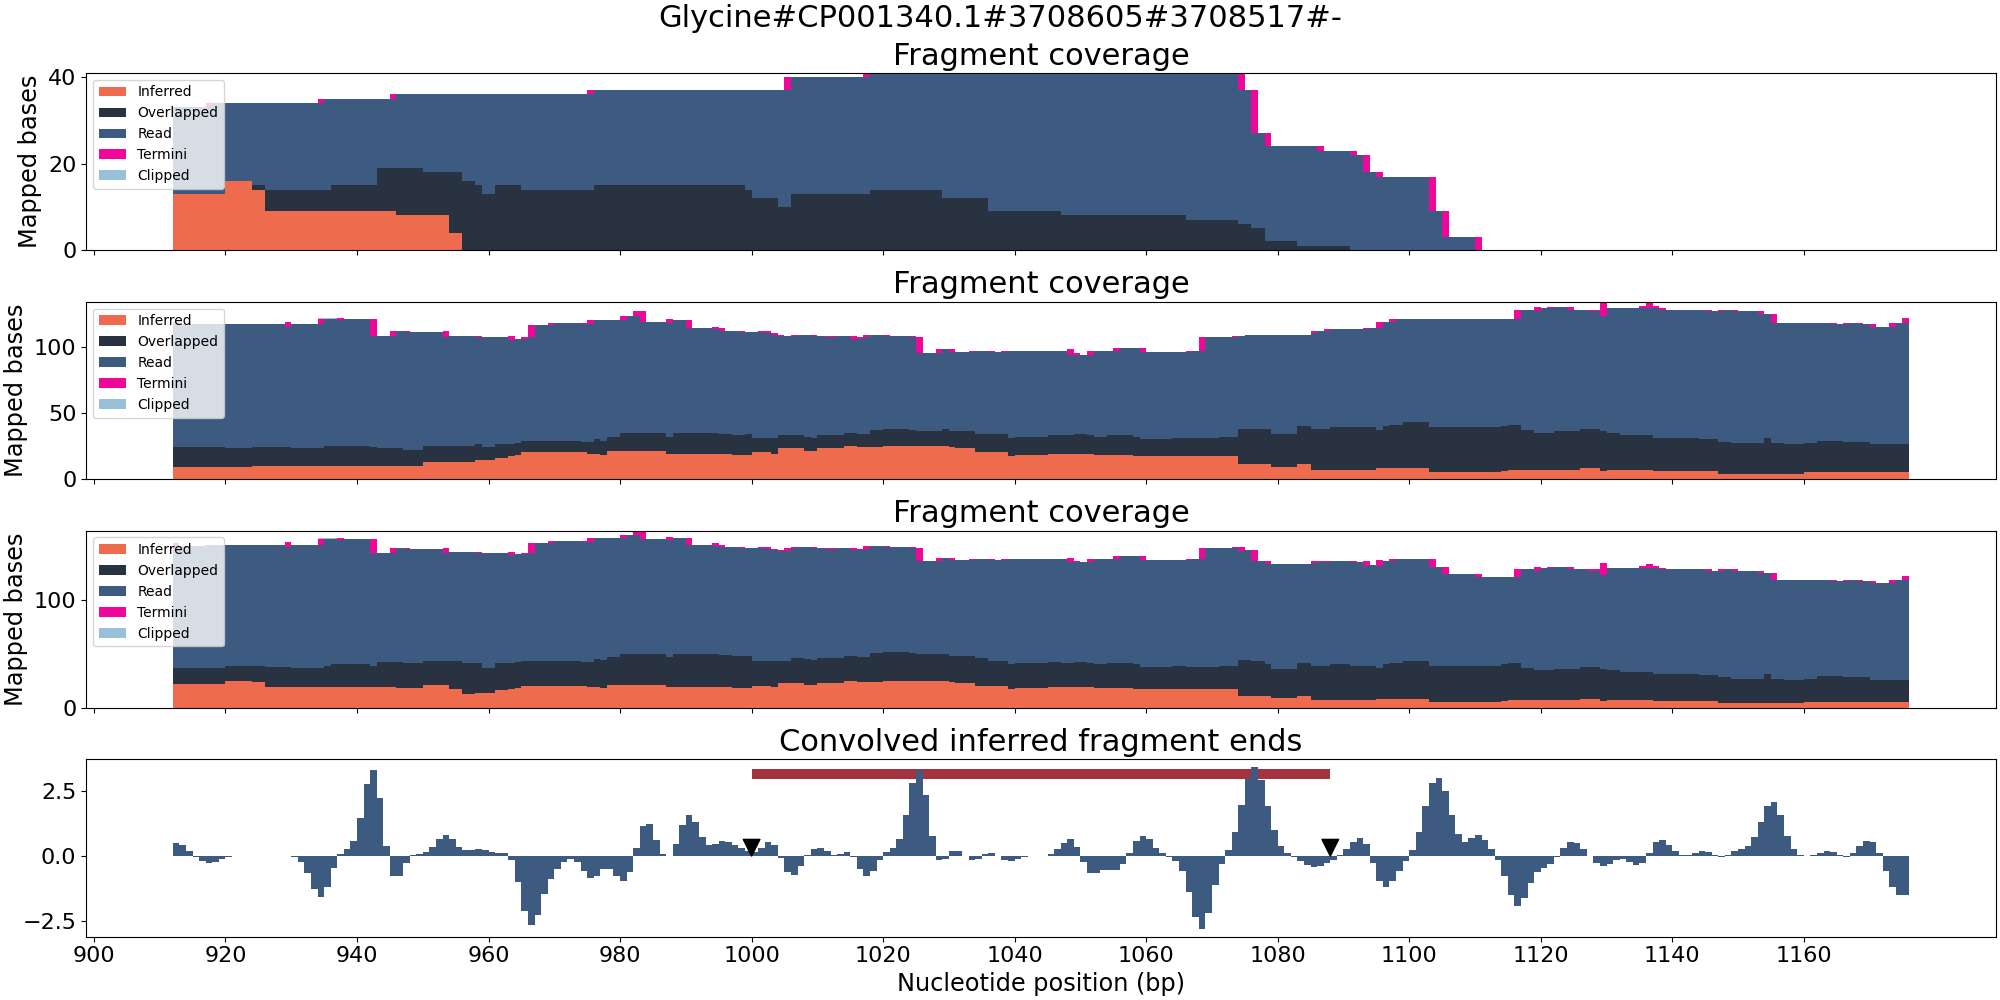 Glycine#CP001340.1#3708605#3708517#-
Fragment coverage
Mapped bases
40
20
0
Inferred
Overlapped
Read
Termini
Clipped
Fragment coverage
Mapped bases
100
50
0
Inferred
Overlapped
Read
Termini
Clipped
Fragment coverage
Mapped bases
100
0
Inferred
Overlapped
Read
Termini
Clipped
Convolved inferred fragment ends
2.5
0.0
−2.5
900 920 940 960 980 1000 1020 1040 1060 1080 1100 1120 1140 1160
Nucleotide position (bp)